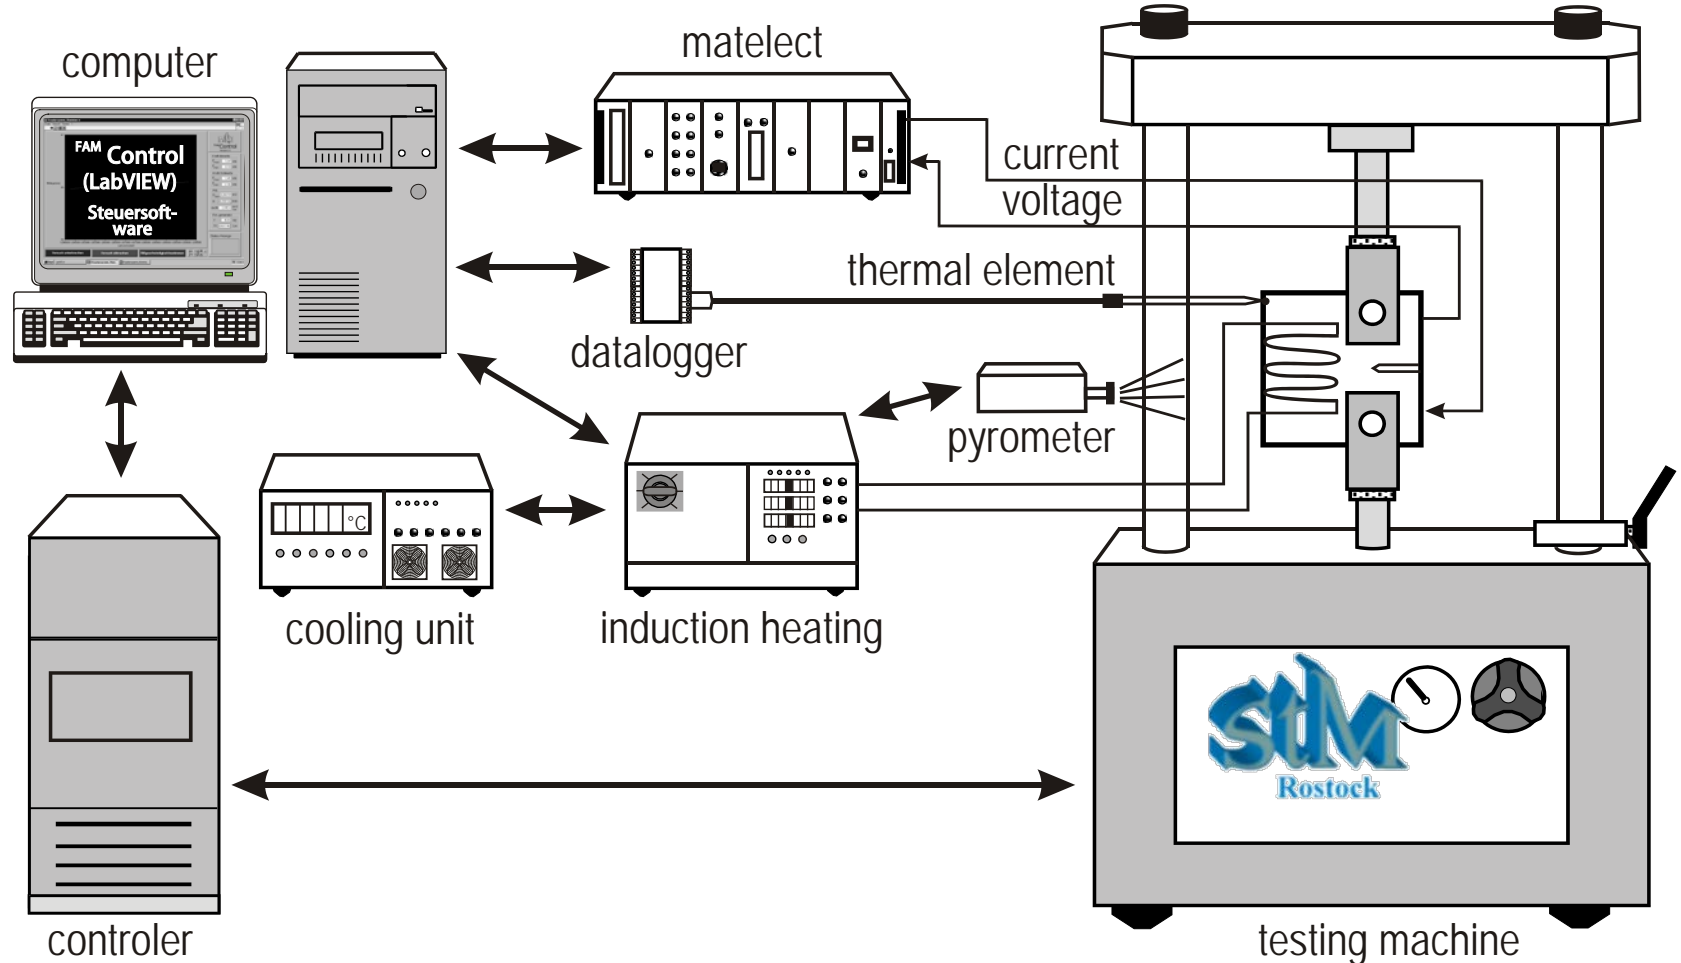 computer
matelect
FAM Control
(LabVIEW)
Steuersoft-
ware
current
voltage
thermal element
datalogger
pyrometer
°C
cooling unit
induction heating
StM
Rostock
controler
testing machine